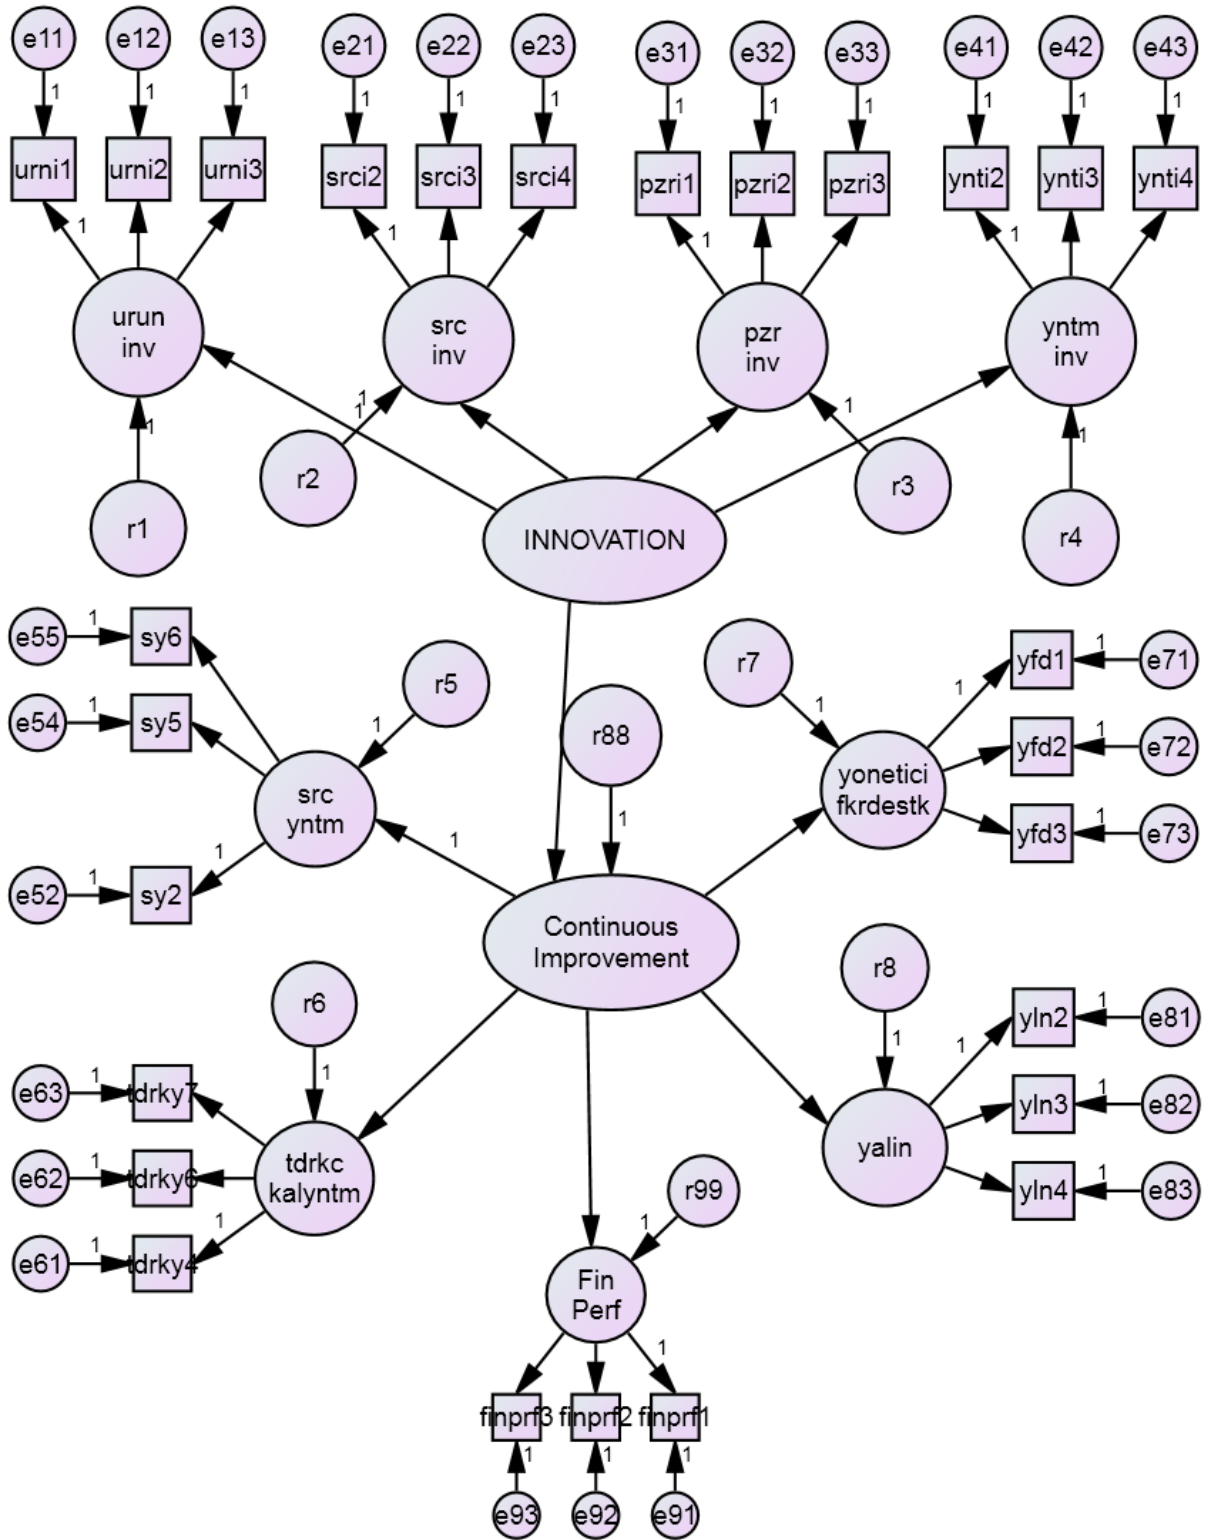 e11 e12 e13 e21 e22 e23 e31 e32 e33 e41 e42 e43
1 1 1 1 1 1 1 1 1 1 1 1
urni1 urni2 urni3 srci2 srci3 srci4 pzri1 pzri2 pzri3 ynti2 ynti3 ynti4
1 1 1 1
urun
inv
src
inv
pzr
inv
yntm
inv
1 1 1 1 1
r1 r2 r3 r4
INNOVATION
e55 1 sy6
e54 1 sy5
e52 1 sy2
r5
1
src
yntm
1
1
r88
1
r7
1
yonetici
fkrdestk
1
yfd1 1 e71
yfd2 1 e72
yfd3 1 e73
Continuous
Improvement
r6
1
e63 1 tdrky7
e62 1 tdrky6
e61 1 tdrky4
1
tdrkc
kalyntm
r8
1
yalin
1
yln2 1 e81
yln3 1 e82
yln4 1 e83
r99
1
Fin
Perf
1
finprf3 finprf2 finprf1
1 1 1
e93 e92 e91